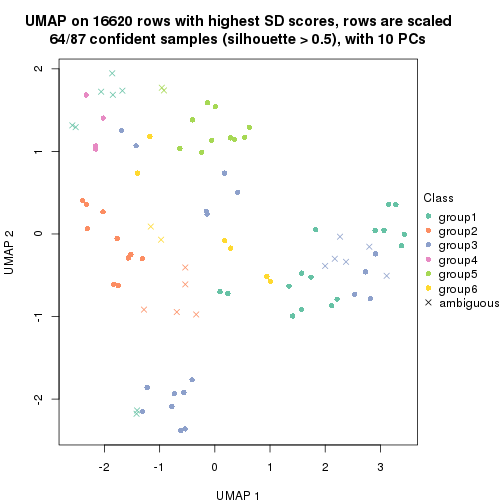 UMAP on 16620 rows with highest SD scores, rows are scaled
64/87 confident samples (silhouette > 0.5), with 10 PCs
2
1
0
-1
-2
UMAP 2
-2
-1
0
1
2
3
UMAP 1
Class
group1
group2
group3
group4
group5
group6
ambiguous